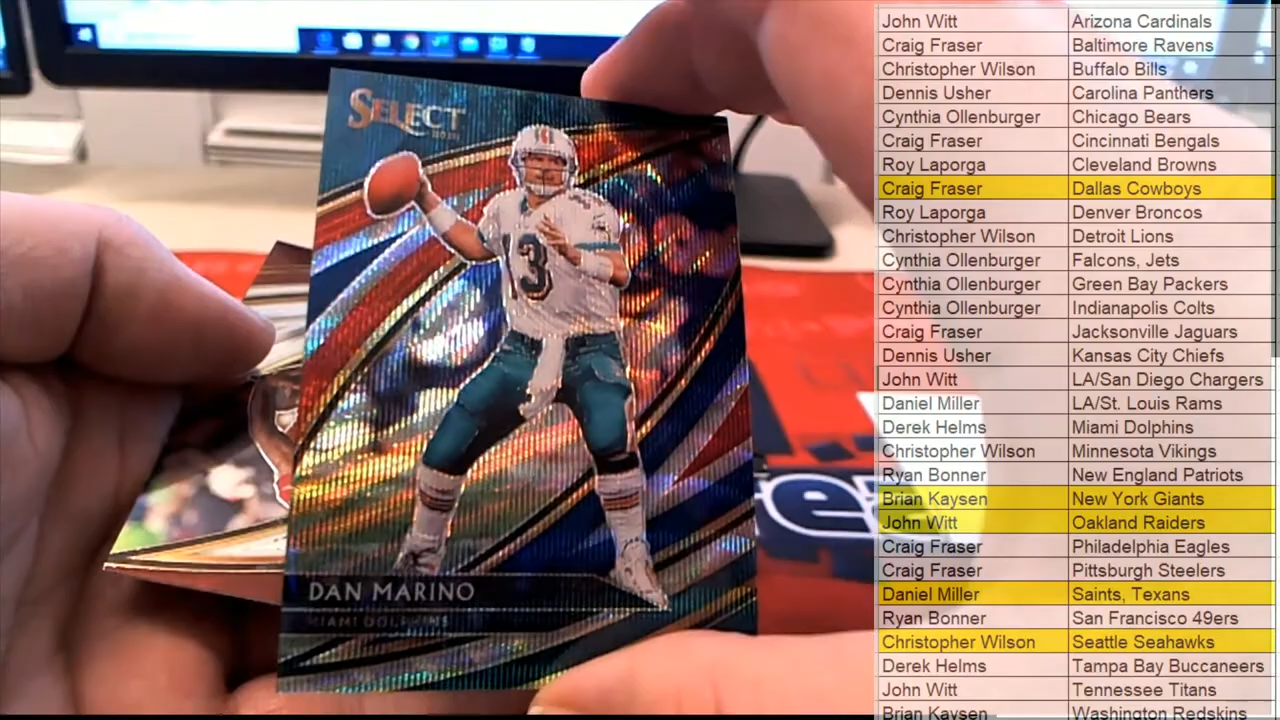 SELECT
13
DAN MARINO
MIAMI DOLPHINS
John Witt Arizona Cardinals
Craig Fraser Baltimore Ravens
Christopher Wilson Buffalo Bills
Dennis Usher Carolina Panthers
Cynthia Ollenburger Chicago Bears
Craig Fraser Cincinnati Bengals
Roy Laporga Cleveland Browns
Craig Fraser Dallas Cowboys
Roy Laporga Denver Broncos
Christopher Wilson Detroit Lions
Cynthia Ollenburger Falcons, Jets
Cynthia Ollenburger Green Bay Packers
Cynthia Ollenburger Indianapolis Colts
Craig Fraser Jacksonville Jaguars
Dennis Usher Kansas City Chiefs
John Witt LA/San Diego Chargers
Daniel Miller LA/St. Louis Rams
Derek Helms Miami Dolphins
Christopher Wilson Minnesota Vikings
Ryan Bonner New England Patriots
Brian Kaysen New York Giants
John Witt Oakland Raiders
Craig Fraser Philadelphia Eagles
Craig Fraser Pittsburgh Steelers
Daniel Miller Saints, Texans
Ryan Bonner San Francisco 49ers
Christopher Wilson Seattle Seahawks
Derek Helms Tampa Bay Buccaneers
John Witt Tennessee Titans
Brian Kaysen Washington Redskins